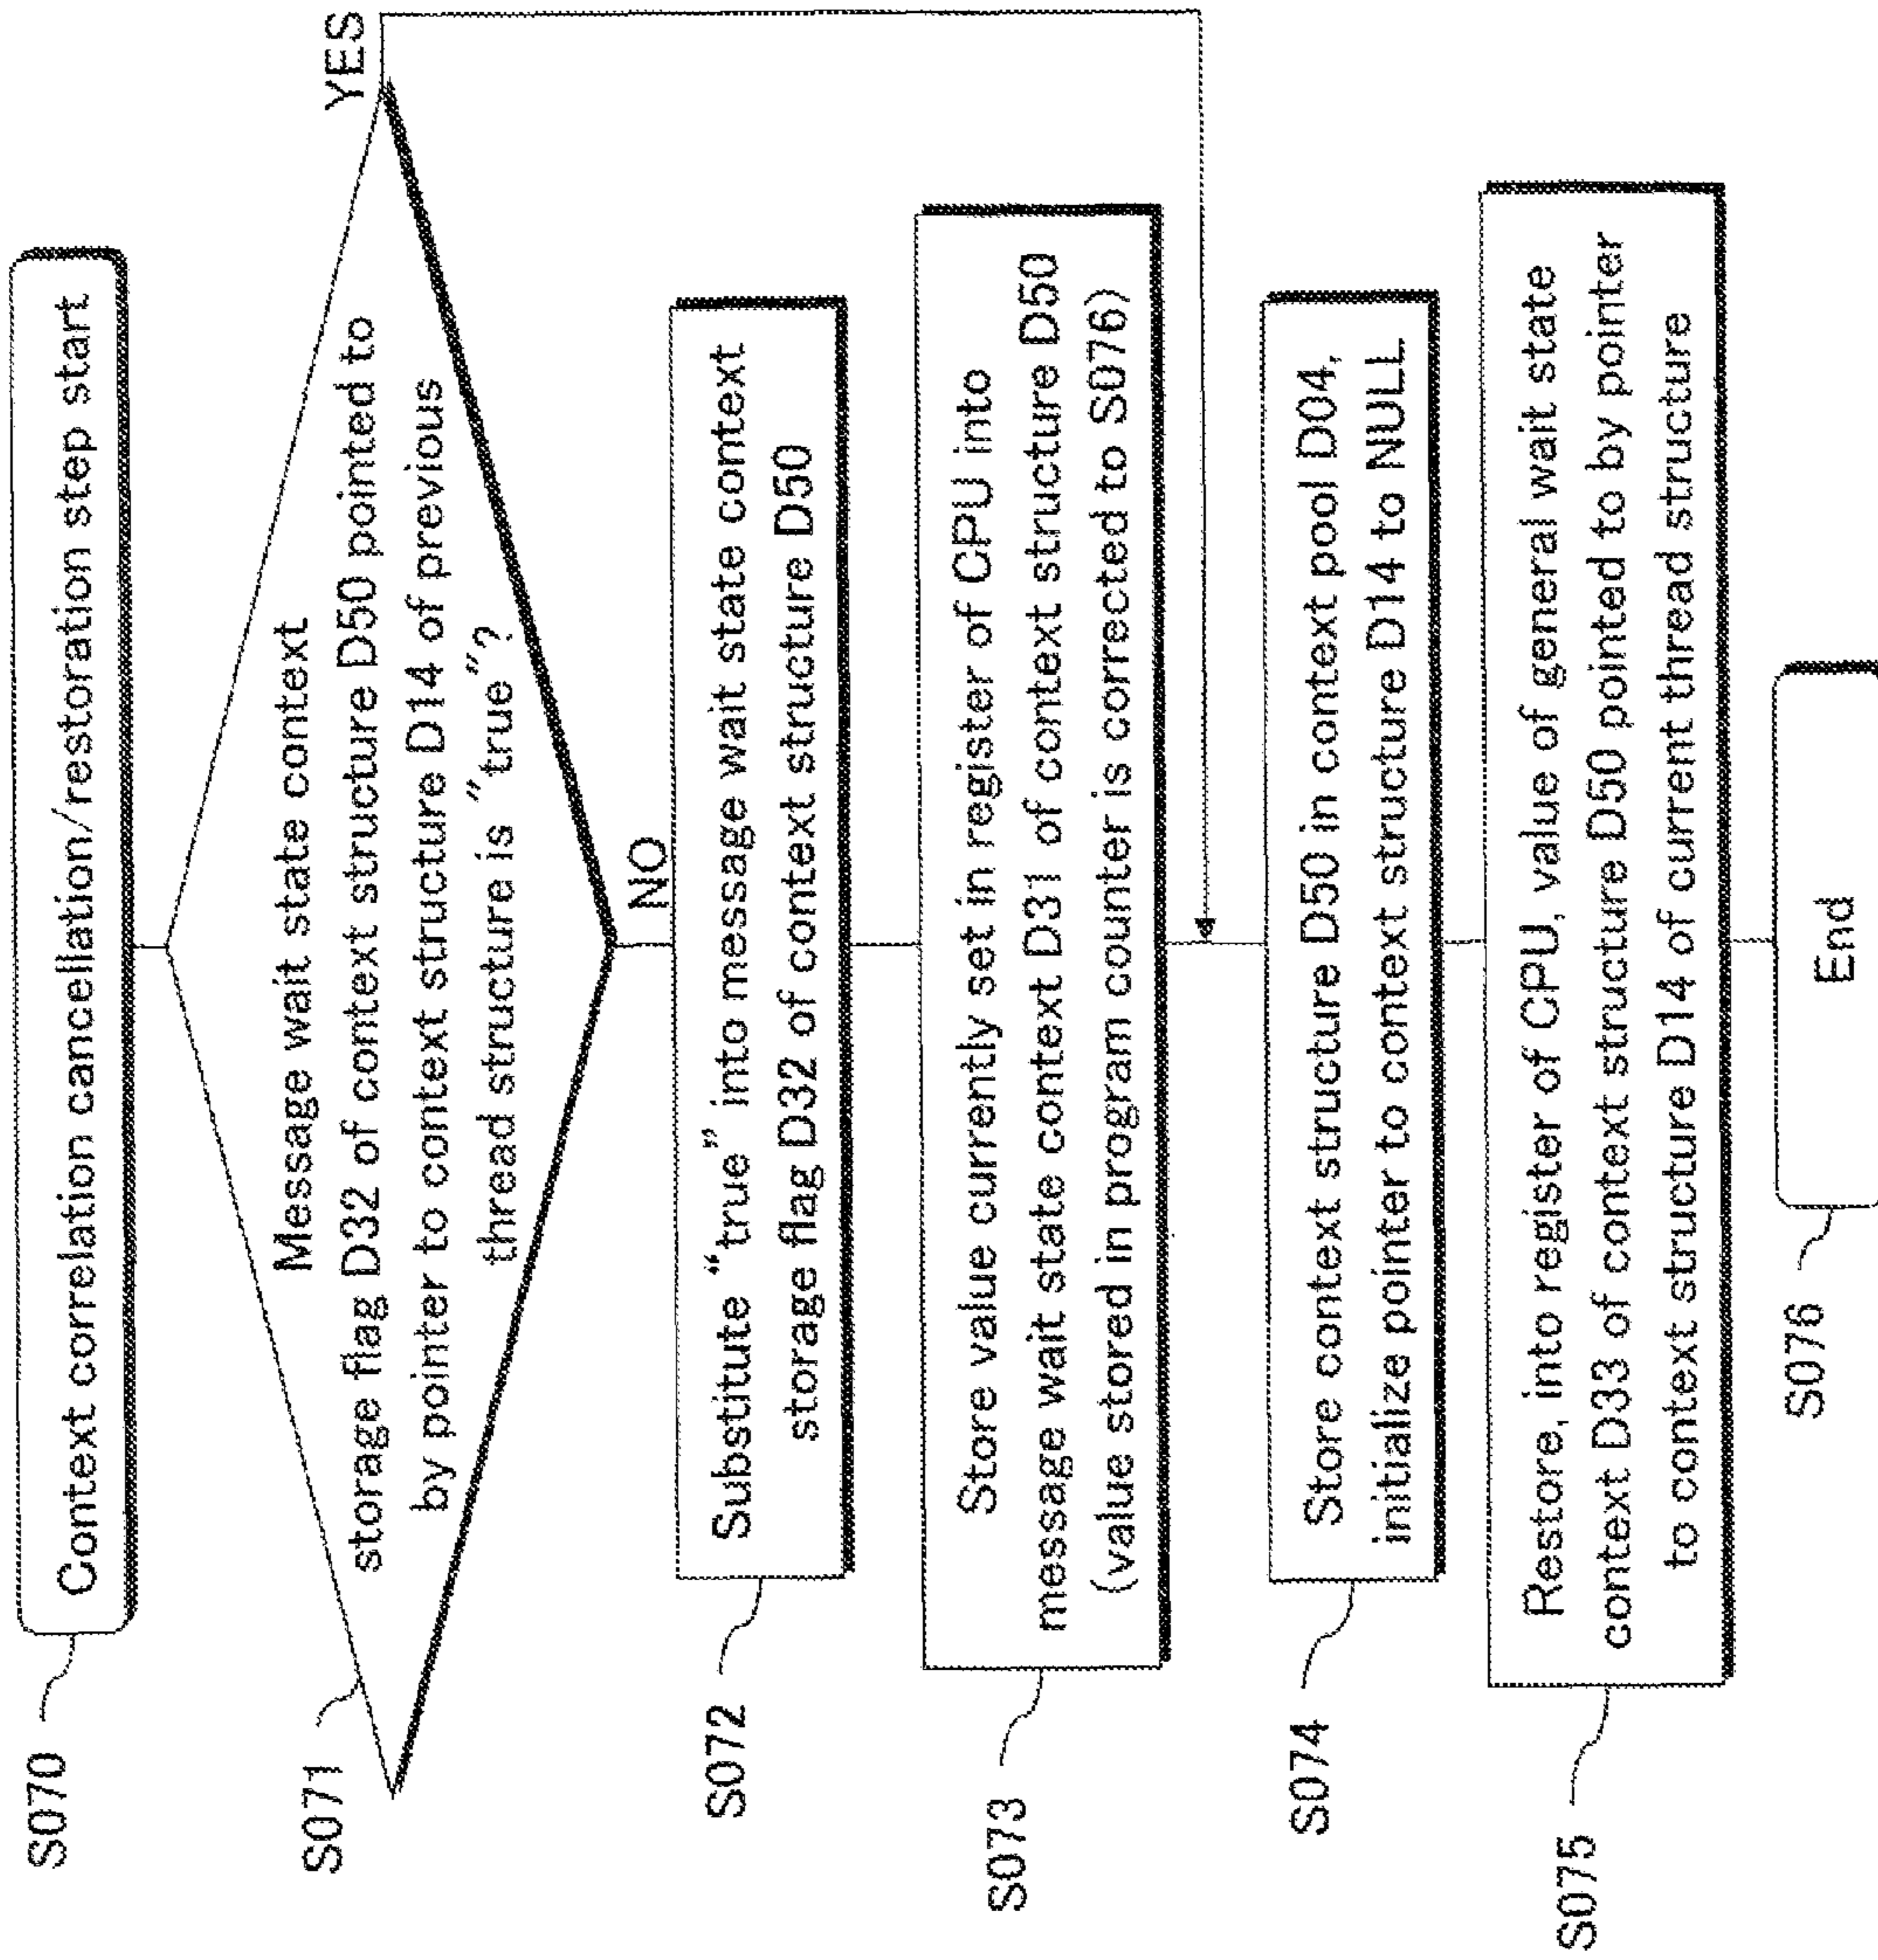 S070
Context correlation cancellation/restoration step start
S071
Message wait state context
storage flag D32 of context structure D50 pointed to
by pointer to context structure D14 of previous
thread structure is "true"?
YES
NO
S072
Substitute "true" into message wait state context
storage flag D32 of context structure D50
S073
Store value currently set in register of CPU into
message wait state context D31 of context structure D50
(value stored in program counter is corrected to S076)
S074
Store context structure D50 in context pool D04,
initialize pointer to context structure D14 to NULL
S075
Restore, into register of CPU, value of general wait state
context D33 of context structure D50 pointed to by pointer
to context structure D14 of current thread structure
S076
End